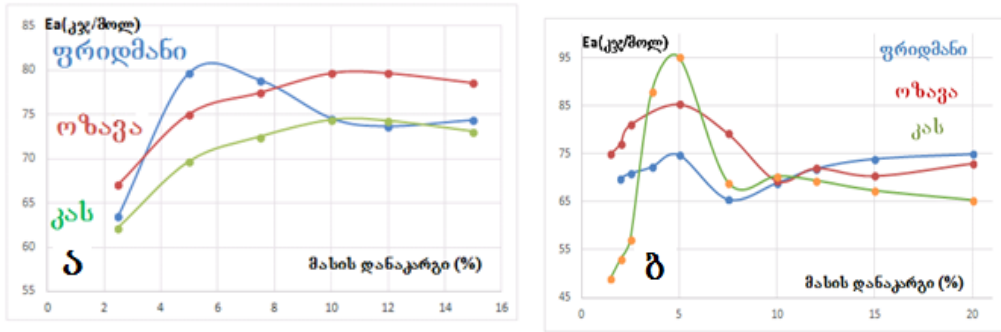 Ea(კჯ/მოლ)
ფრიდმანი
ოზავა
კას
ა
მასის დანაკარგი (%)
85
80
75
70
65
60
55
0 2 4 6 8 10 12 14 16
Ea(კჯ/მოლ)
ფრიდმანი
ოზავა
კას
ბ
მასის დანაკარგი (%)
95
85
75
65
55
45
0 5 10 15 20